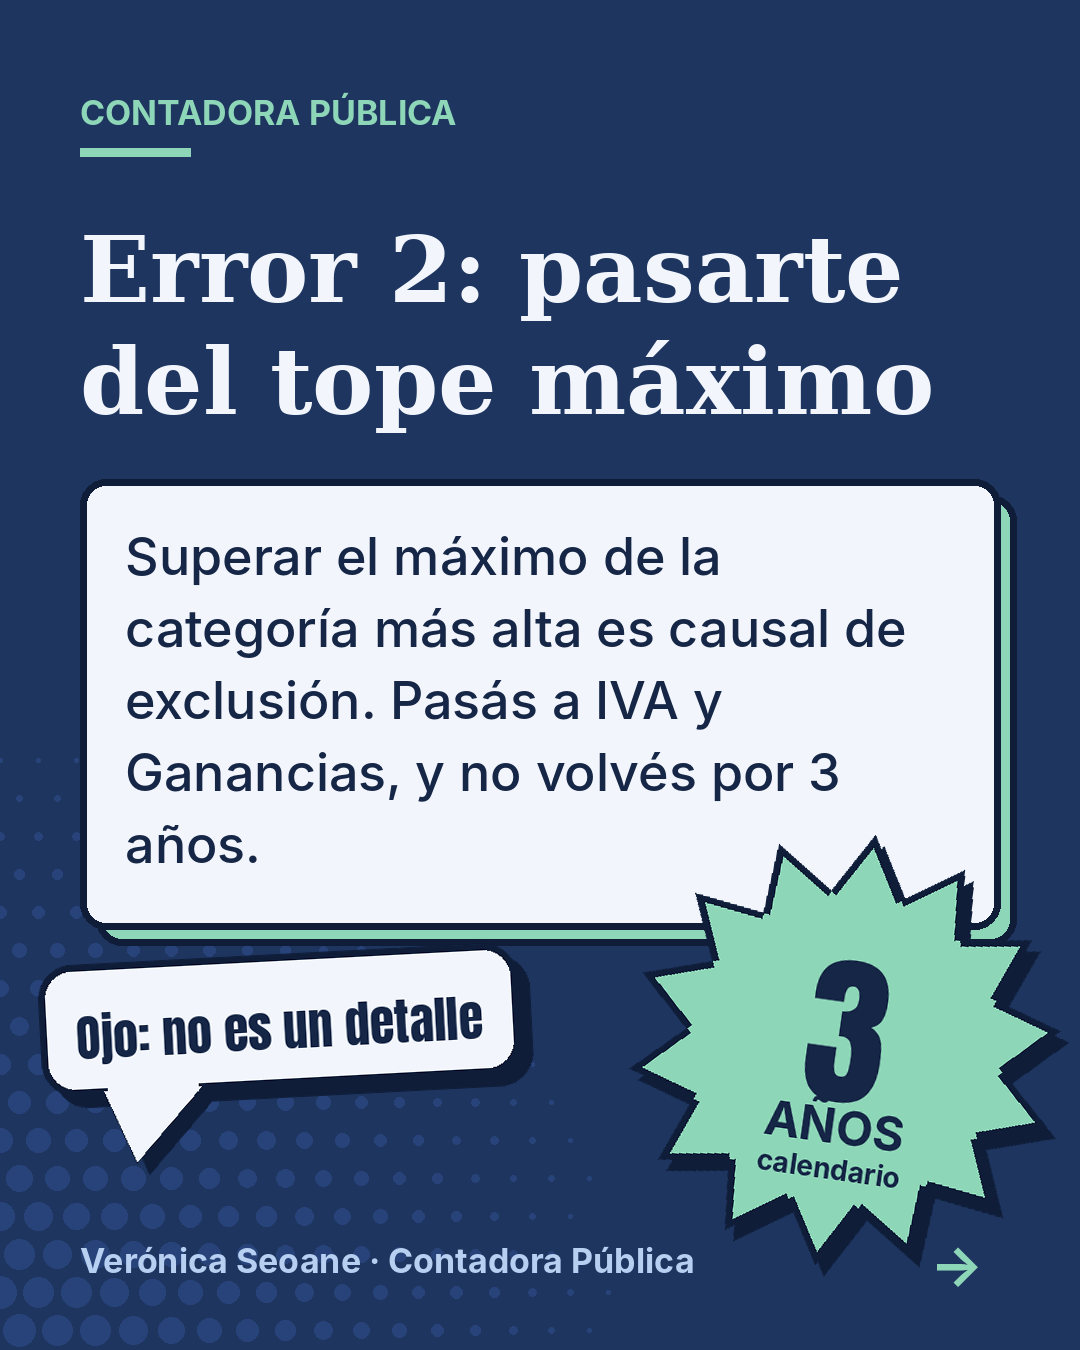 CONTADORA PÚBLICA
Error 2: pasarte
del tope máximo
Superar el máximo de la
categoría más alta es causal de
exclusión. Pasás a IVA y
Ganancias, y no volvés por 3
años.
Ojo: no es un detalle
3
AÑOS
calendario
Verónica Seoane · Contadora Pública
→